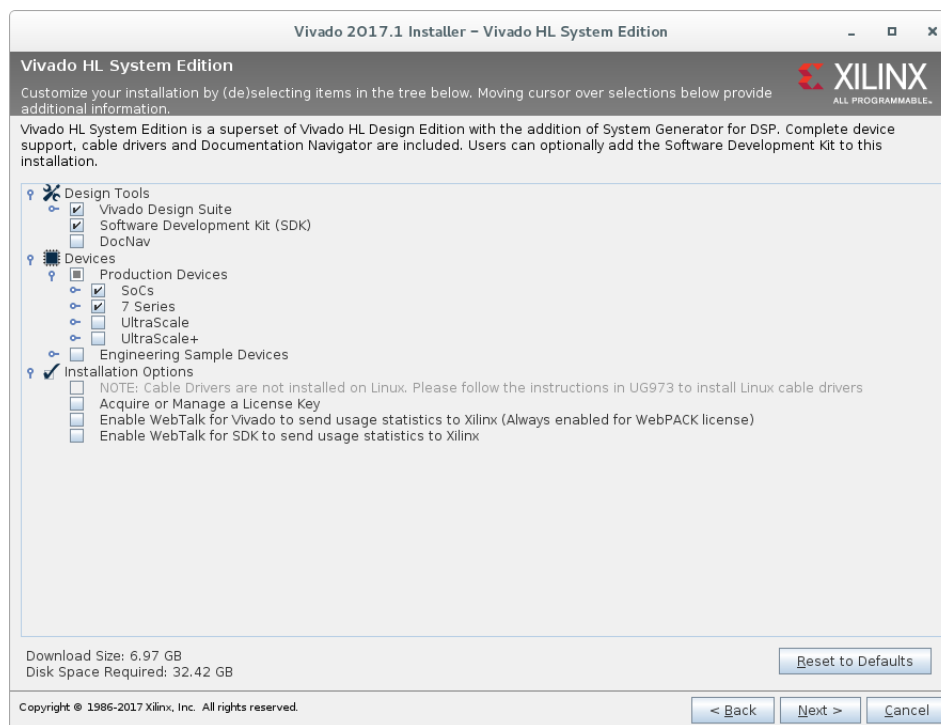 Vivado 2017.1 Installer - Vivado HL System Edition
Vivado HL System Edition
XILINX
ALL PROGRAMMABLE™
Customize your installation by (de)selecting items in the tree below. Moving cursor over selections below provide
additional information.
Vivado HL System Edition is a superset of Vivado HL Design Edition with the addition of System Generator for DSP. Complete device
support, cable drivers and Documentation Navigator are included. Users can optionally add the Software Development Kit to this
installation.
Design Tools
Vivado Design Suite
Software Development Kit (SDK)
DocNav
Devices
Production Devices
SoCs
7 Series
UltraScale
UltraScale+
Engineering Sample Devices
Installation Options
NOTE: Cable Drivers are not installed on Linux. Please follow the instructions in UG973 to install Linux cable drivers
Acquire or Manage a License Key
Enable WebTalk for Vivado to send usage statistics to Xilinx (Always enabled for WebPACK license)
Enable WebTalk for SDK to send usage statistics to Xilinx
Download Size: 6.97 GB
Disk Space Required: 32.42 GB
Reset to Defaults
Copyright © 1986-2017 Xilinx, Inc. All rights reserved.
< Back
Next >
Cancel